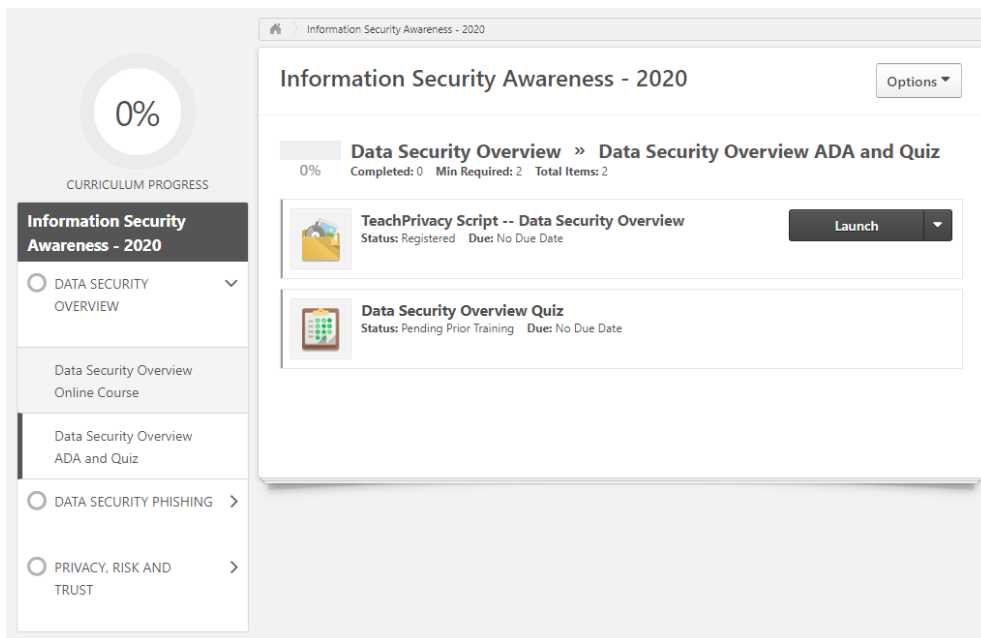 Information Security Awareness - 2020
Information Security Awareness - 2020
Options
0%
CURRICULUM PROGRESS
Information Security
Awareness - 2020
DATA SECURITY
OVERVIEW
Data Security Overview
Online Course
Data Security Overview
ADA and Quiz
DATA SECURITY PHISHING
PRIVACY, RISK AND
TRUST
0%
Data Security Overview » Data Security Overview ADA and Quiz
Completed: 0 Min Required: 2 Total Items: 2
TeachPrivacy Script -- Data Security Overview
Status: Registered Due: No Due Date
Launch
Data Security Overview Quiz
Status: Pending Prior Training Due: No Due Date